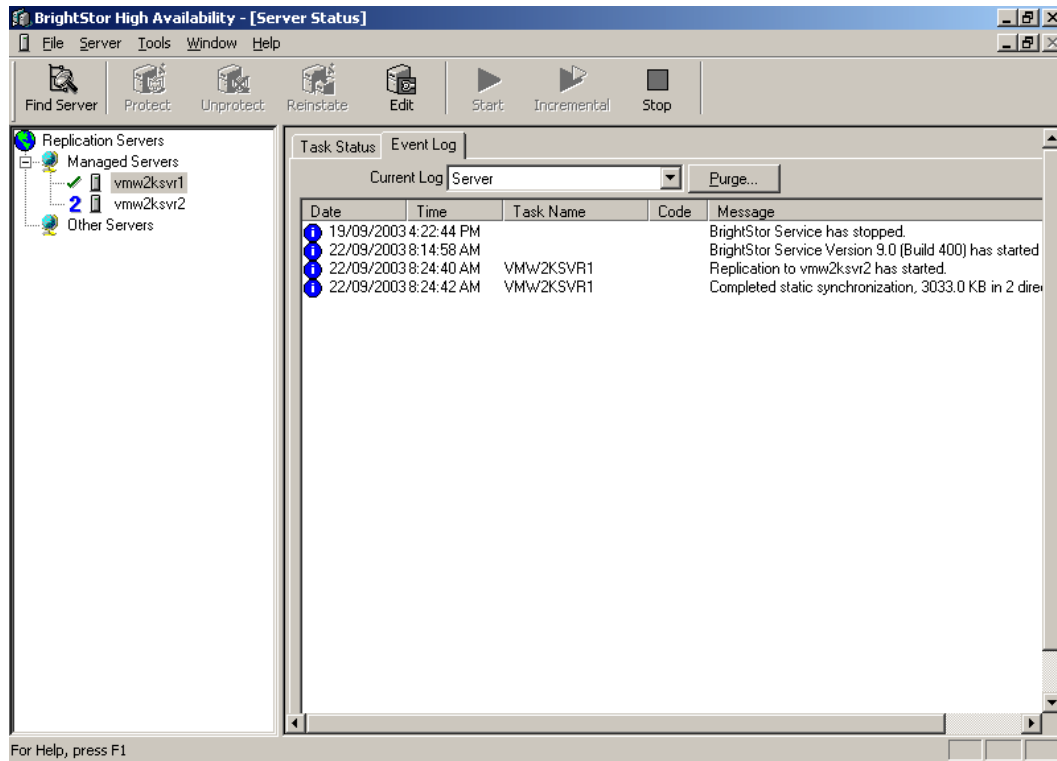 BrightStor High Availability - [Server Status]
File Server Tools Window Help
Find Server Protect Unprotect Reinstate Edit Start Incremental Stop
Replication Servers
Managed Servers
vmw2ksvr1
2 vmw2ksvr2
Other Servers
Task Status Event Log
Current Log Server Purge...
Date Time Task Name Code Message
19/09/2003 4:22:44 PM BrightStor Service has stopped.
22/09/2003 8:14:58 AM BrightStor Service Version 9.0 (Build 400) has started
22/09/2003 8:24:40 AM VMW2KSVR1 Replication to vmw2ksvr2 has started.
22/09/2003 8:24:42 AM VMW2KSVR1 Completed static synchronization, 3033.0 KB in 2 dire
For Help, press F1